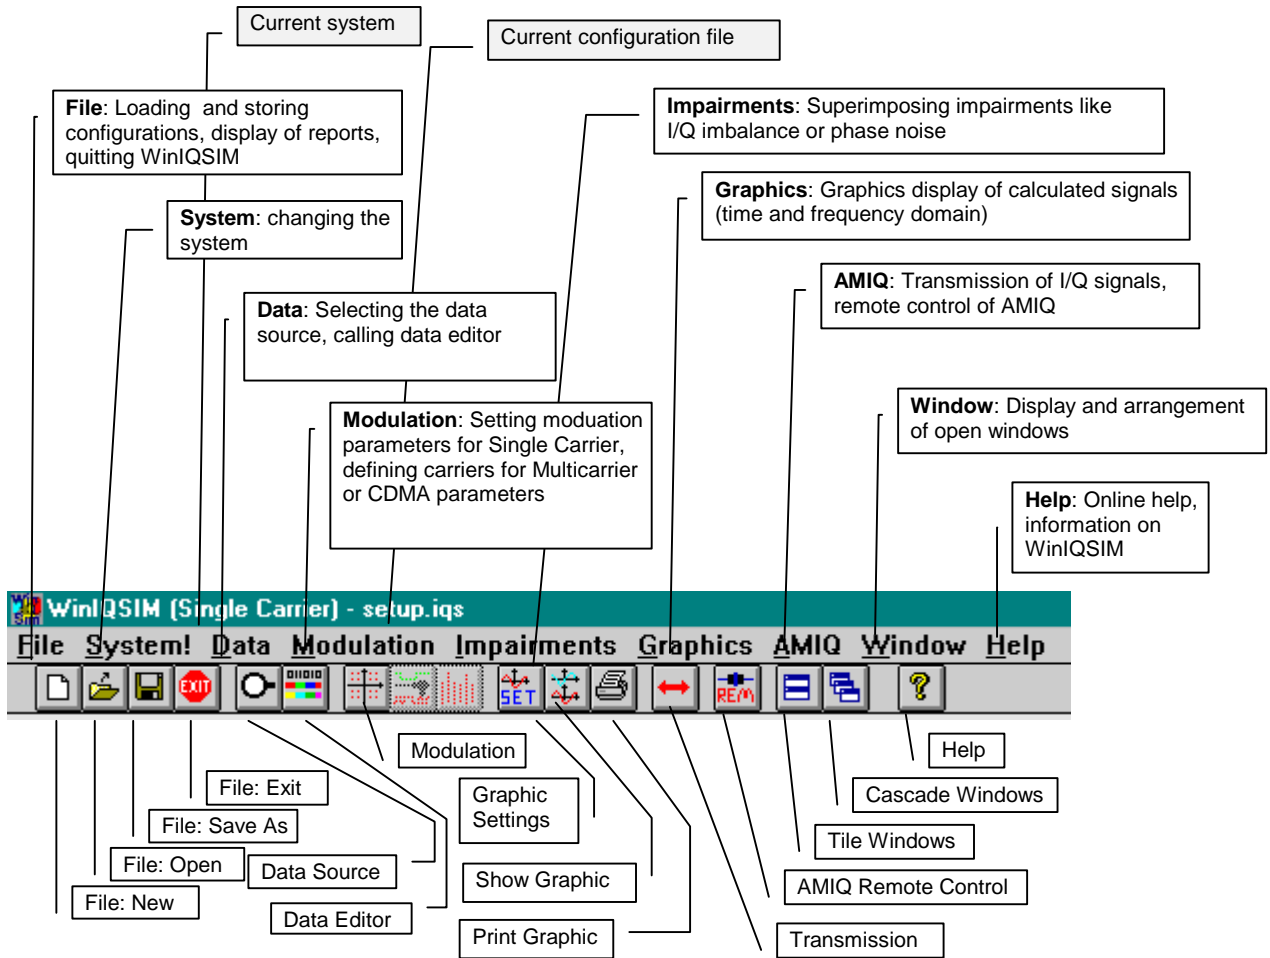 Current system
Current configuration file
File: Loading and storing
configurations, display of reports,
quitting WinIQSIM
Impairments: Superimposing impairments like
I/Q imbalance or phase noise
Graphics: Graphics display of calculated signals
(time and frequency domain)
System: changing the
system
AMIQ: Transmission of I/Q signals,
remote control of AMIQ
Data: Selecting the data
source, calling data editor
Modulation: Setting moduation
parameters for Single Carrier,
defining carriers for Multicarrier
or CDMA parameters
Window: Display and arrangement
of open windows
Help: Online help,
information on
WinIQSIM
WinIQSIM (Single Carrier) - setup.iqs
File System! Data Modulation Impairments Graphics AMIQ Window Help
EXIT
SET
REM
?
Modulation
Help
File: Exit
Graphic
Settings
Cascade Windows
File: Save As
Tile Windows
File: Open
Data Source
Show Graphic
AMIQ Remote Control
File: New
Data Editor
Print Graphic
Transmission